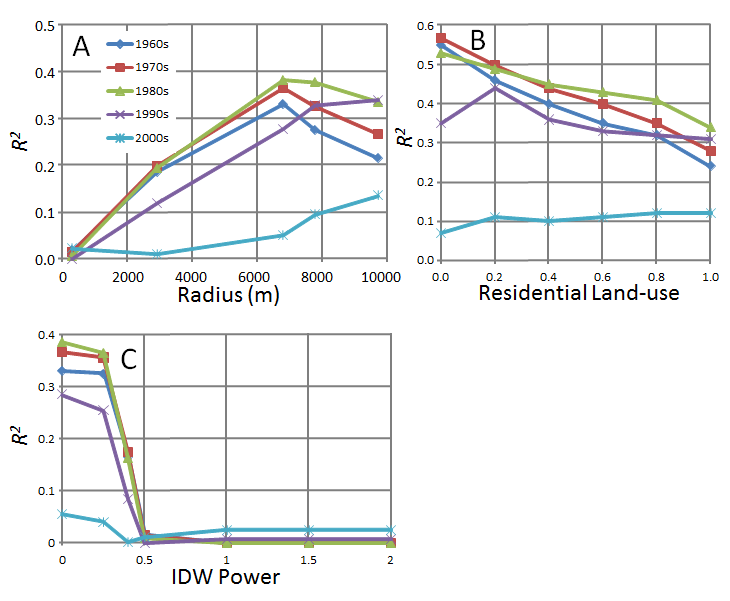 0.5
0.4
0.3
0.2
0.1
0.0
R²
A
1960s
1970s
1980s
1990s
2000s
0 2000 4000 6000 8000 10000
Radius (m)
0.6
0.5
0.4
0.3
0.2
0.1
0.0
R²
B
0.0 0.2 0.4 0.6 0.8 1.0
Residential Land-use
0.4
0.3
0.2
0.1
0
R²
C
0 0.5 1 1.5 2
IDW Power